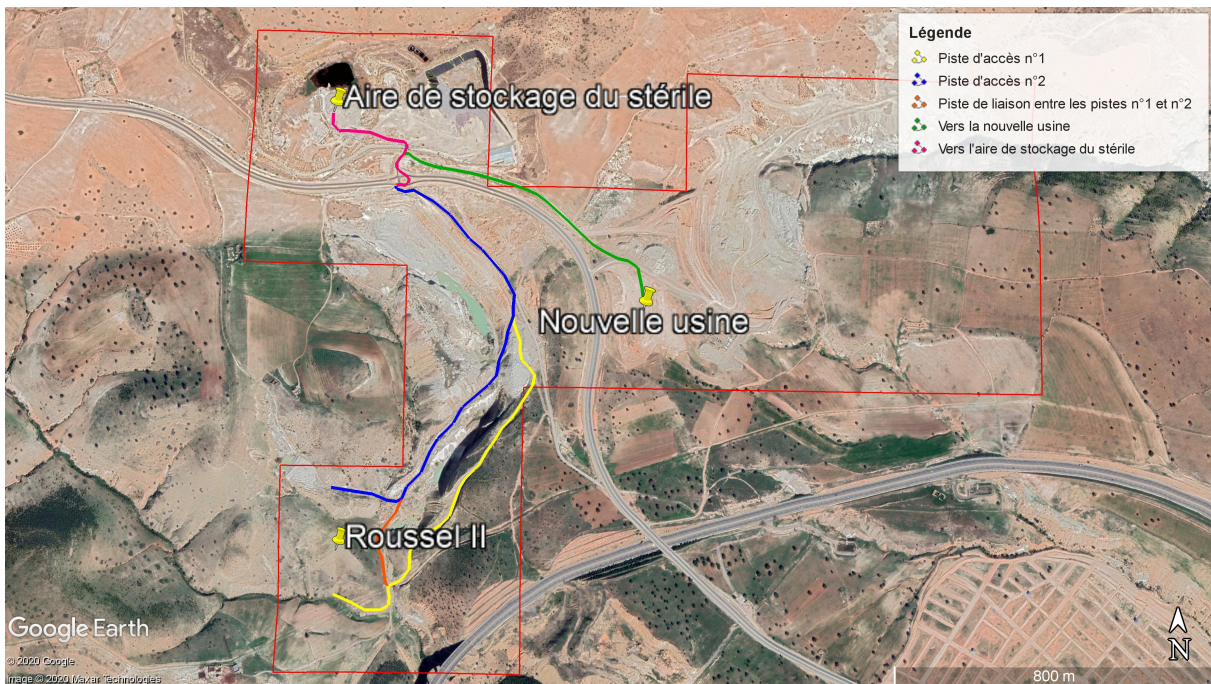 Légende
Piste d'accès n°1
Piste d'accès n°2
Piste de liaison entre les pistes n°1 et n°2
Vers la nouvelle usine
Vers l'aire de stockage du stérile
Aire de stockage du stérile
Nouvelle usine
Roussel II
Google Earth
© 2020 Google
Image © 2020 Maxar Technologies
N
800 m